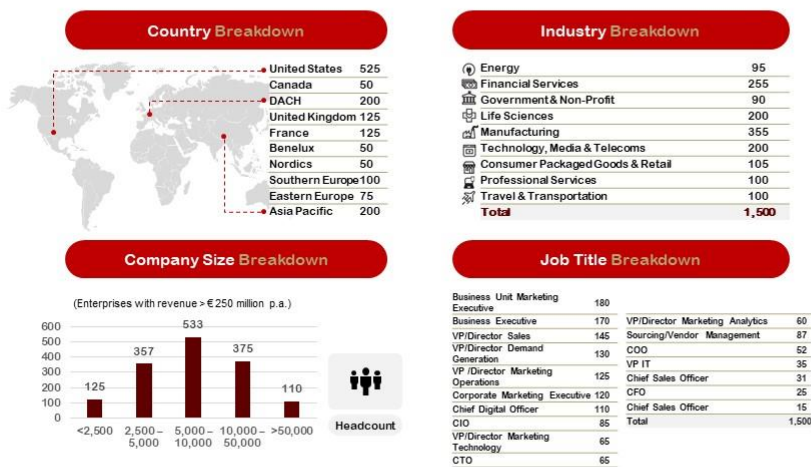 Country Breakdown
United States 525
Canada 50
DACH 200
United Kingdom 125
France 125
Benelux 50
Nordics 50
Southern Europe 100
Eastern Europe 75
Asia Pacific 200
Industry Breakdown
Energy 95
Financial Services 255
Government & Non-Profit 90
Life Sciences 200
Manufacturing 355
Technology, Media & Telecoms 200
Consumer Packaged Goods & Retail 105
Professional Services 100
Travel & Transportation 100
Total 1,500
Company Size Breakdown
(Enterprises with revenue > €250 million p.a.)
600
500
400
300
200
100
0
125
357
533
375
110
<2,500
2,500 –
5,000
5,000 –
10,000
10,000 –
50,000
>50,000
Headcount
Job Title Breakdown
Business Unit Marketing
Executive 180
Business Executive 170
VP/Director Sales 145
VP/Director Demand
Generation 130
VP /Director Marketing
Operations 125
Corporate Marketing Executive 120
Chief Digital Officer 110
CIO 85
VP/Director Marketing
Technology 65
CTO 65
VP/Director Marketing Analytics 60
Sourcing/Vendor Management 87
COO 52
VP IT 35
Chief Sales Officer 31
CFO 25
Chief Sales Officer 15
Total 1,500